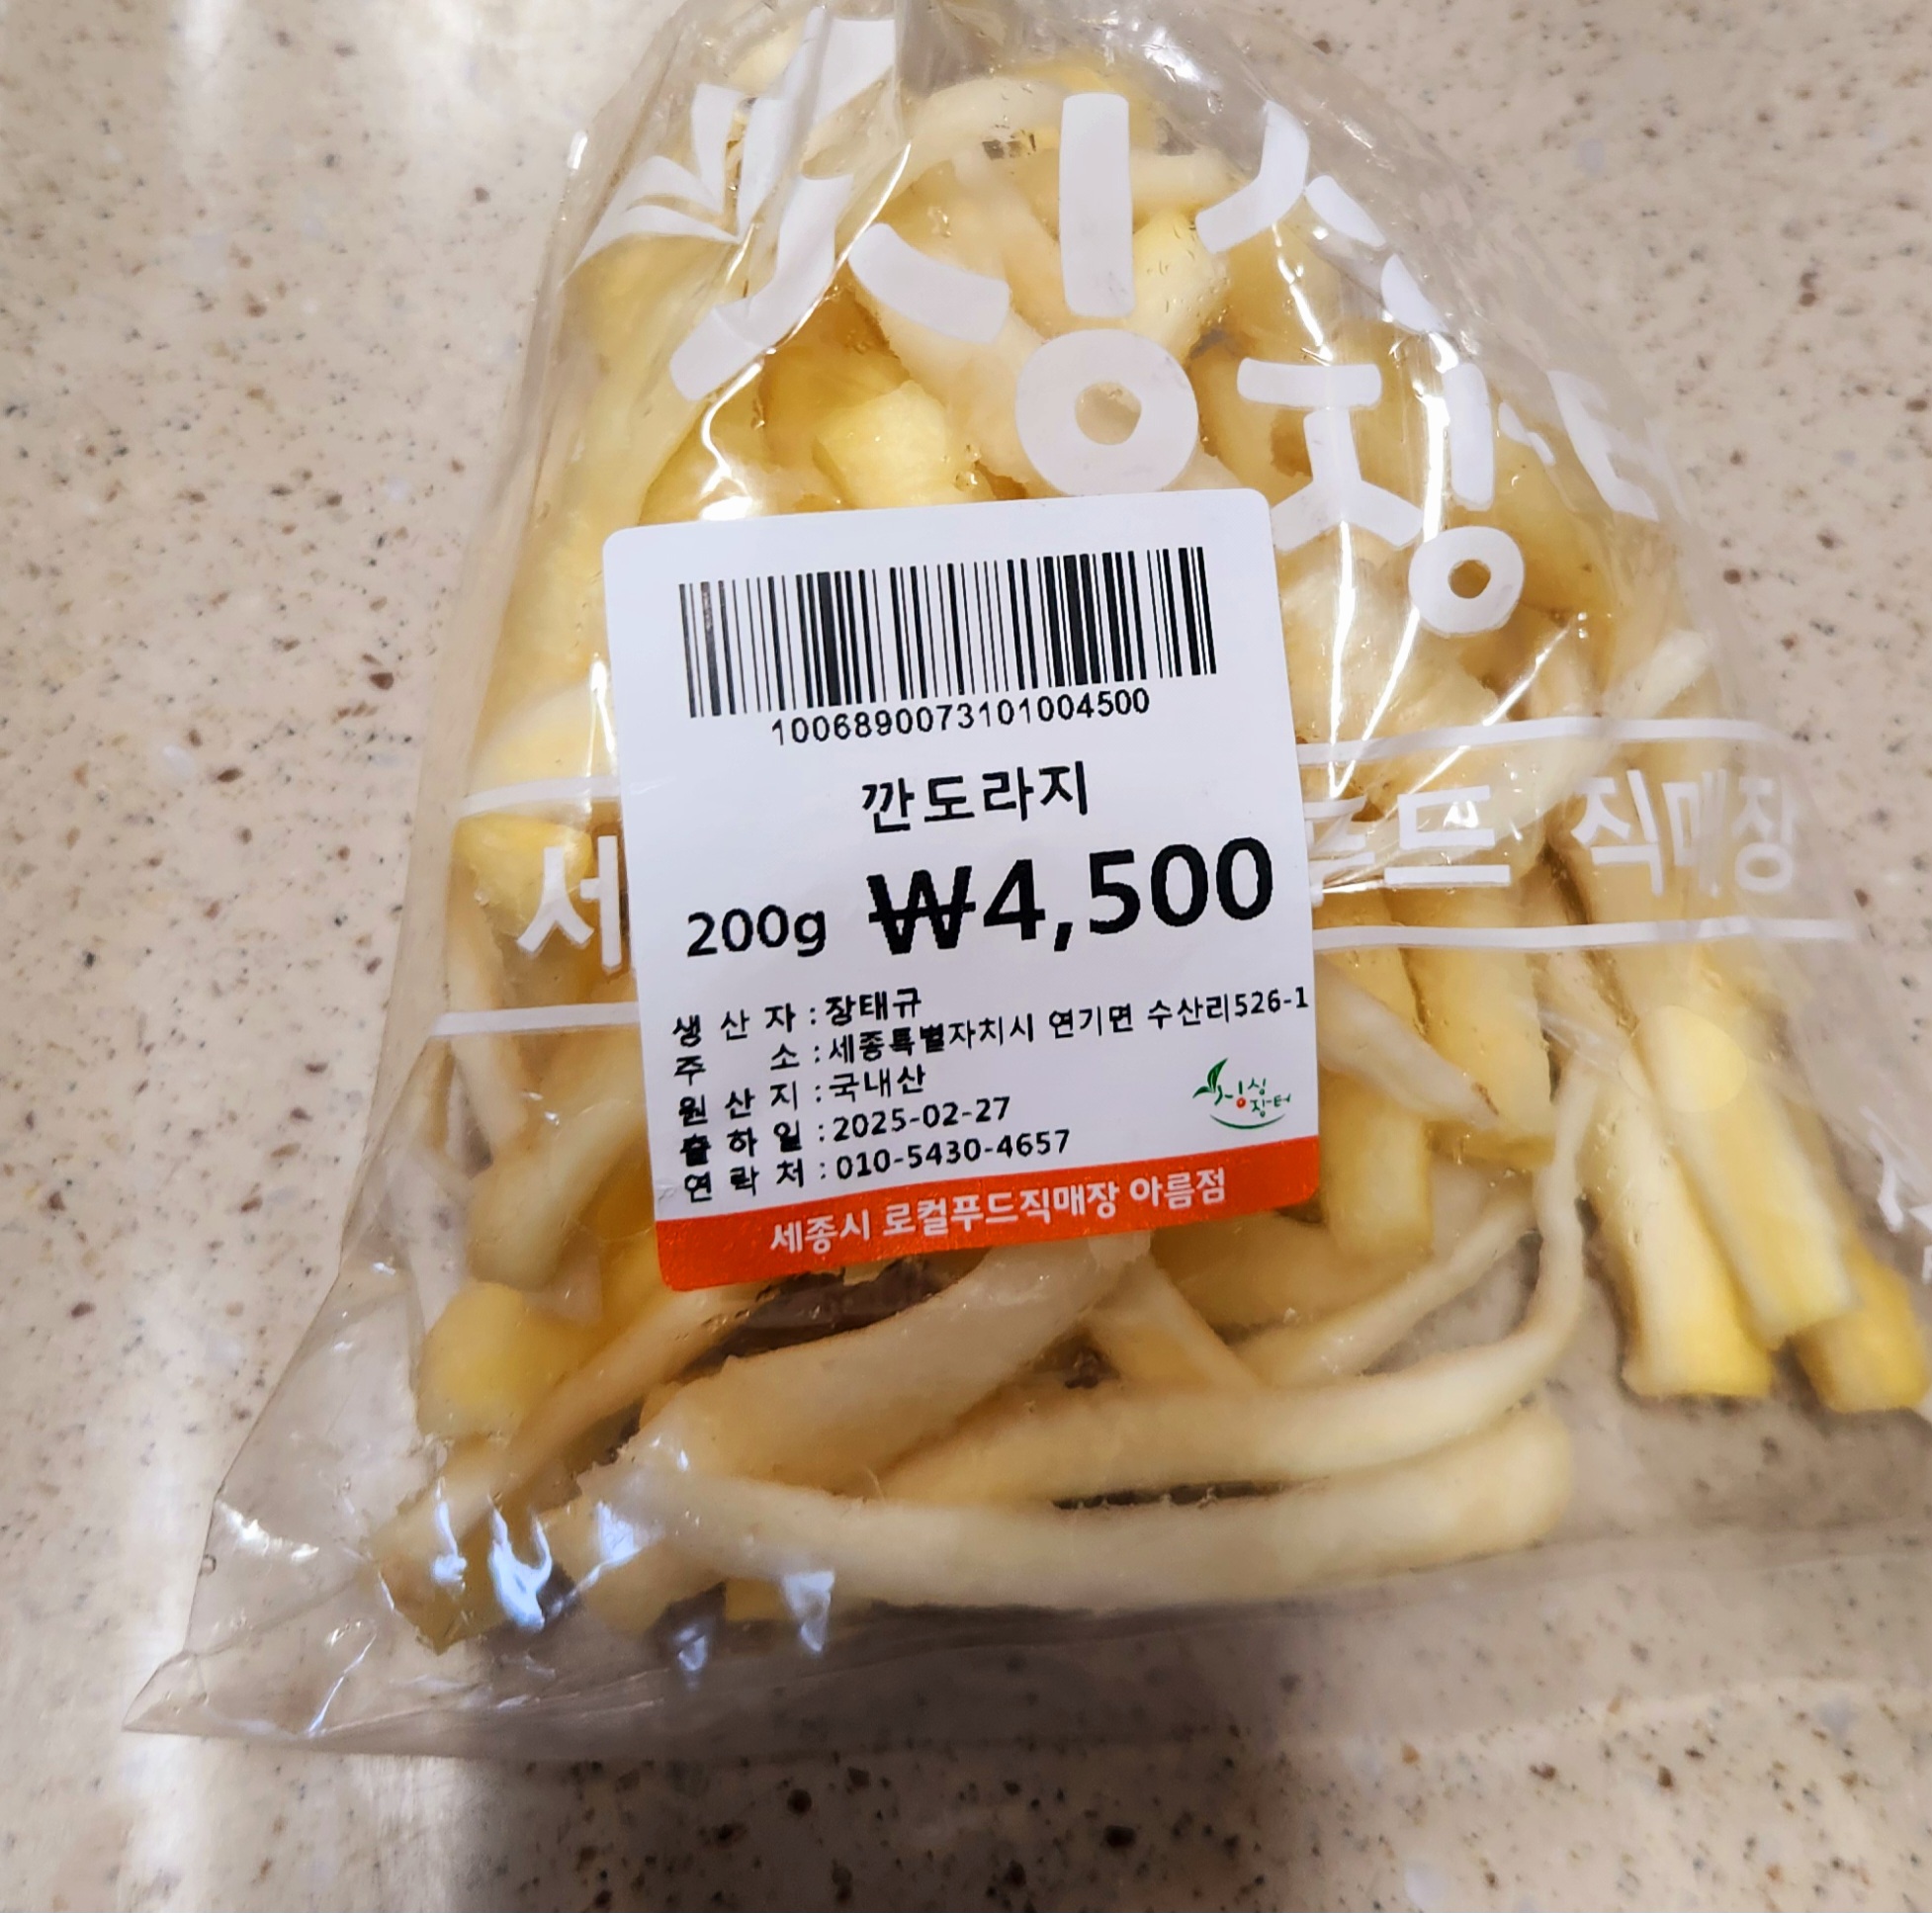 싱싱장터
세
푸드 직매장
1006890073101004500
깐도라지
200g ₩4,500
생 산 자 : 장태규
주 소 : 세종특별자치시 연기면 수산리526-1
원 산 지 : 국내산
출 하 일 : 2025-02-27
연 락 처 : 010-5430-4657
싱싱장터
세종시 로컬푸드직매장 아름점